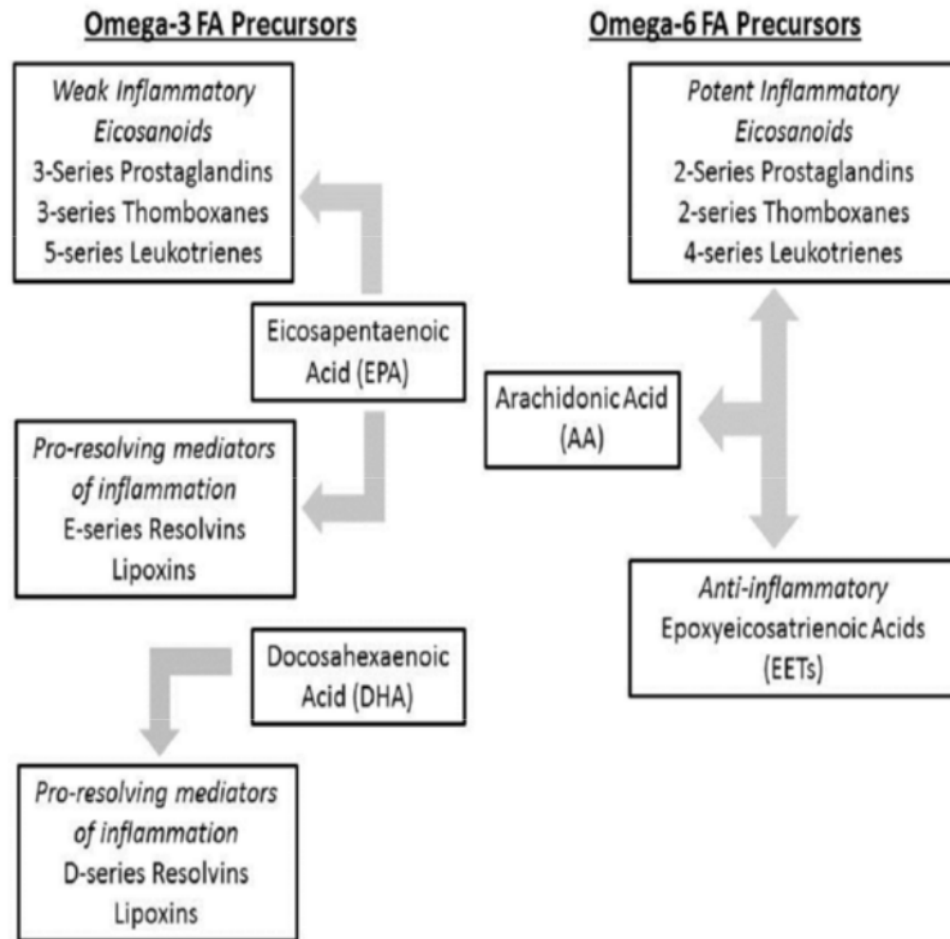 Omega-3 FA Precursors
Weak Inflammatory
Eicosanoids
3-Series Prostaglandins
3-series Thomboxanes
5-series Leukotrienes
Eicosapentaenoic
Acid (EPA)
Pro-resolving mediators
of inflammation
E-series Resolvins
Lipoxins
Docosahexaenoic
Acid (DHA)
Pro-resolving mediators
of inflammation
D-series Resolvins
Lipoxins
Omega-6 FA Precursors
Potent Inflammatory
Eicosanoids
2-Series Prostaglandins
2-series Thomboxanes
4-series Leukotrienes
Arachidonic Acid
(AA)
Anti-inflammatory
Epoxyeicosatrienoic Acids
(EETs)